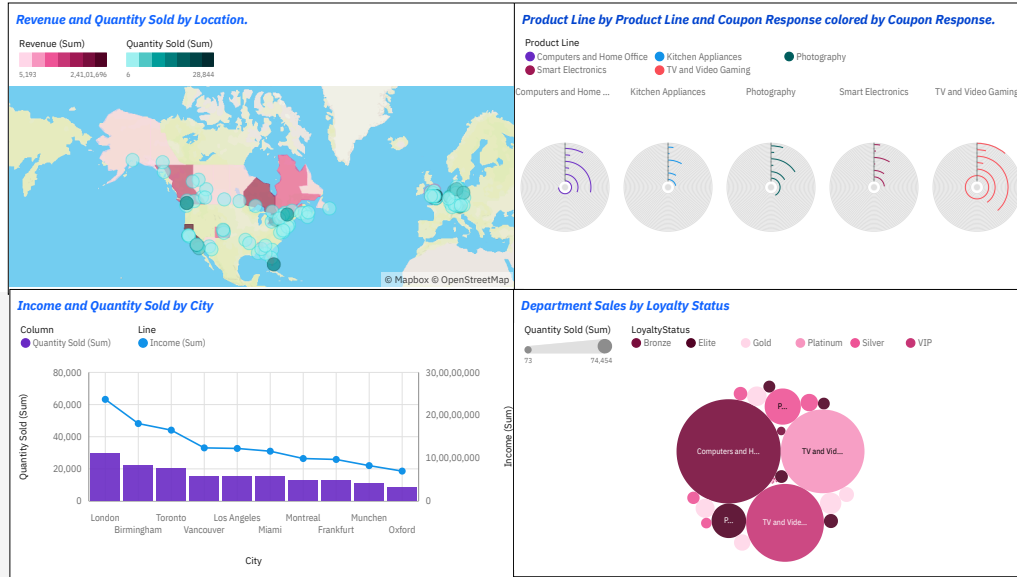 Revenue and Quantity Sold by Location.
Revenue (Sum)
Quantity Sold (Sum)
5,193
2,41,01,696
6
28,844
© Mapbox © OpenStreetMap
Product Line by Product Line and Coupon Response colored by Coupon Response.
Product Line
Computers and Home Office
Kitchen Appliances
Photography
Smart Electronics
TV and Video Gaming
Computers and Home ...
Kitchen Appliances
Photography
Smart Electronics
TV and Video Gaming
Income and Quantity Sold by City
Column
Line
Quantity Sold (Sum)
Income (Sum)
80,000
60,000
40,000
20,000
0
Quantity Sold (Sum)
30,00,00,000
20,00,00,000
10,00,00,000
0
Income (Sum)
London
Birmingham
Toronto
Vancouver
Los Angeles
Miami
Montreal
Frankfurt
Munchen
Oxford
City
Department Sales by Loyalty Status
Quantity Sold (Sum)
73
74,454
LoyaltyStatus
Bronze
Elite
Gold
Platinum
Silver
VIP
P...
Computers and H...
TV and Vid...
P...
TV and Vide...